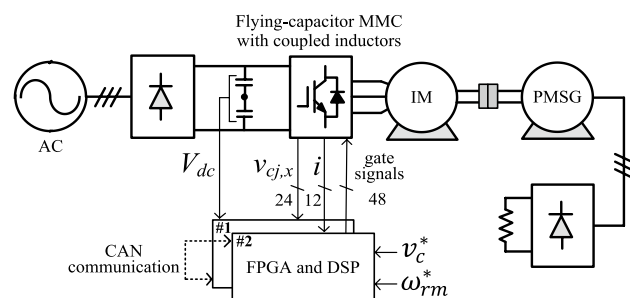 Flying-capacitor MMC
with coupled inductors
AC
IM
PMSG
V_dc
v_cj,x
i
gate
signals
24
12
48
#1
#2
CAN
communication
FPGA and DSP
v_c^*
ω_rm^*